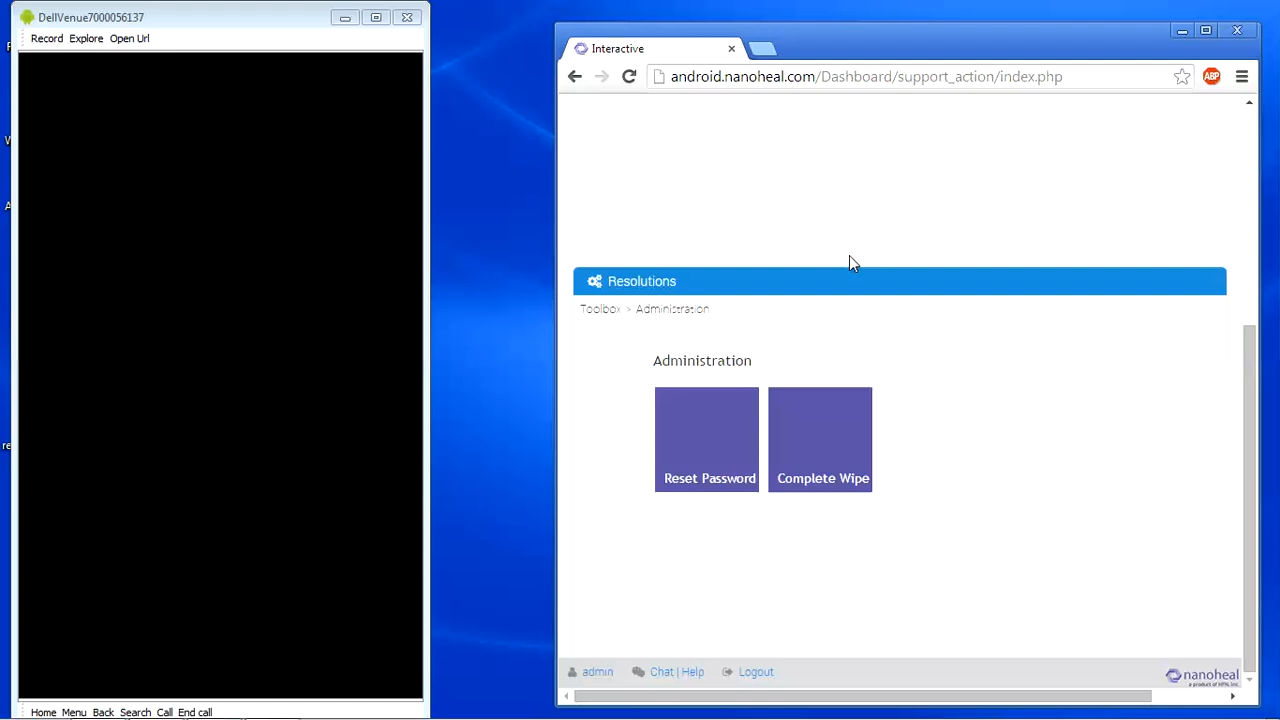 DellVenue7000056137
Record Explore Open Url
Home Menu Back Search Call End call
Interactive
android.nanoheal.com/Dashboard/support_action/index.php
ABP
Resolutions
Toolbox > Administration
Administration
Reset Password
Complete Wipe
admin Chat | Help Logout
nanoheal